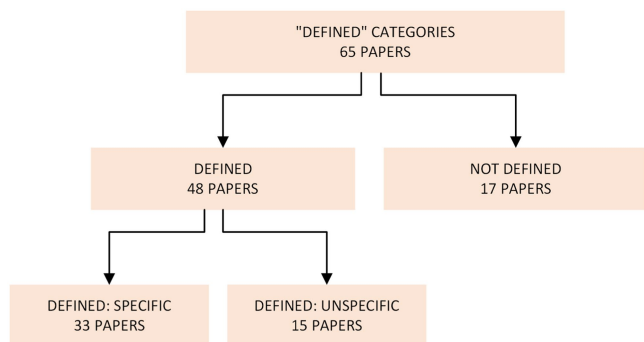 "DEFINED" CATEGORIES
65 PAPERS
DEFINED
48 PAPERS
NOT DEFINED
17 PAPERS
DEFINED: SPECIFIC
33 PAPERS
DEFINED: UNSPECIFIC
15 PAPERS